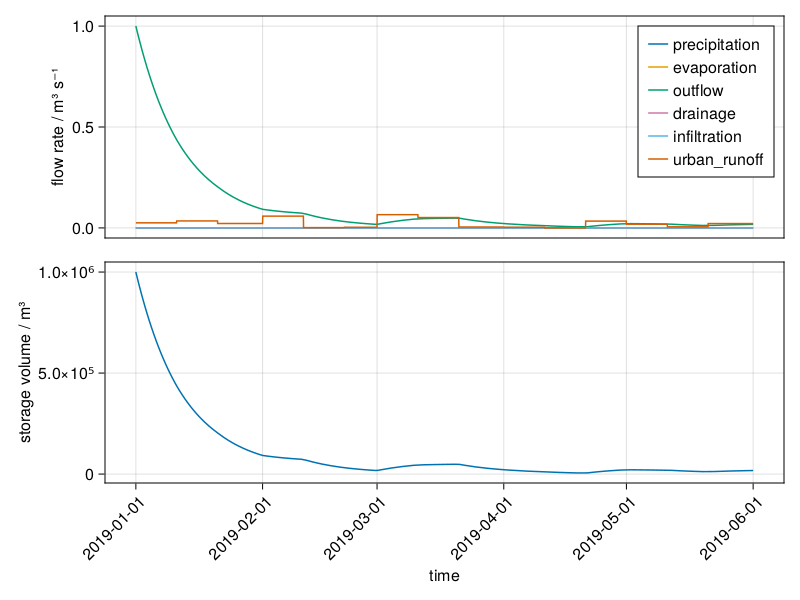 1.0
0.5
0.0
flow rate / m³ s⁻¹
precipitation
evaporation
outflow
drainage
infiltration
urban_runoff
1.0×10⁶
5.0×10⁵
0
storage volume / m³
2019-01-01
2019-02-01
2019-03-01
2019-04-01
2019-05-01
2019-06-01
time